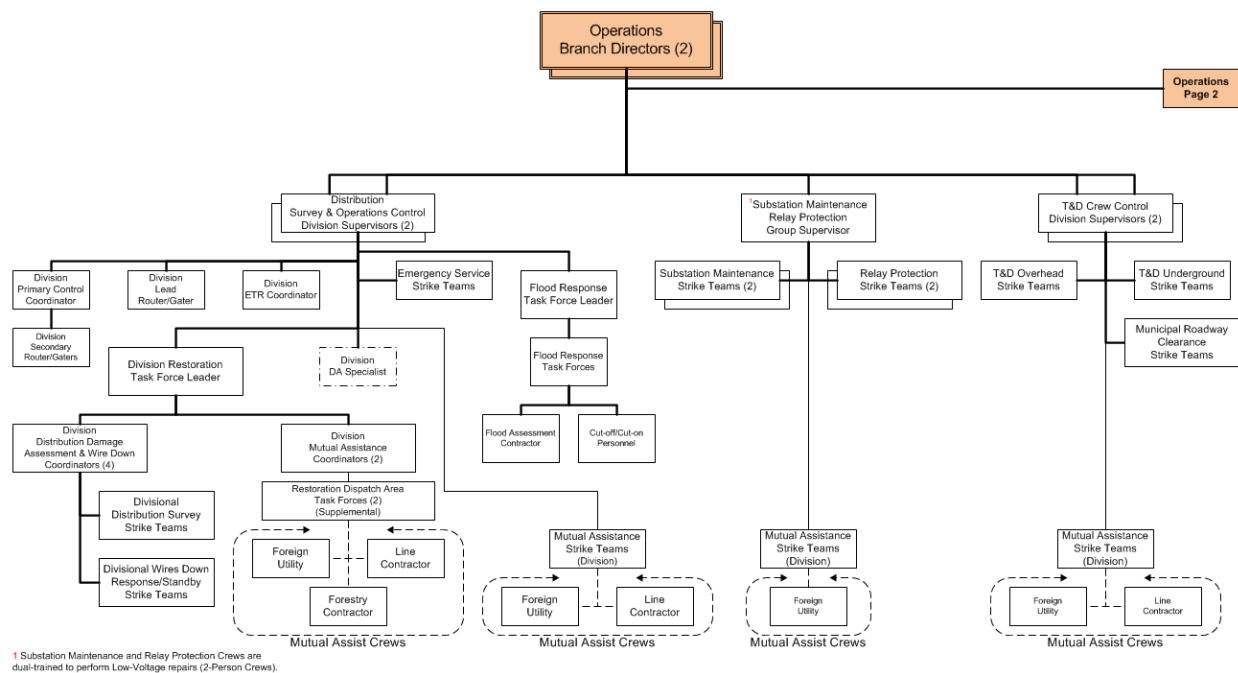 Operations
Branch Directors (2)
Operations
Page 2
Distribution
Survey & Operations Control
Division Supervisors (2)
1Substation Maintenance
Relay Protection
Group Supervisor
T&D Crew Control
Division Supervisors (2)
Division
Primary Control
Coordinator
Division
Lead
Router/Gater
Division
ETR Coordinator
Emergency Service
Strike Teams
Flood Response
Task Force Leader
Substation Maintenance
Strike Teams (2)
Relay Protection
Strike Teams (2)
T&D Overhead
Strike Teams
T&D Underground
Strike Teams
Division
Secondary
Router/Gaters
Division Restoration
Task Force Leader
Division
DA Specialist
Flood Response
Task Forces
Municipal Roadway
Clearance
Strike Teams
Division
Distribution Damage
Assessment & Wire Down
Coordinators (4)
Division
Mutual Assistance
Coordinators (2)
Flood Assessment
Contractor
Cut-off/Cut-on
Personnel
Restoration Dispatch Area
Task Forces (2)
(Supplemental)
Divisional
Distribution Survey
Strike Teams
Divisional Wires Down
Response/Standby
Strike Teams
Foreign
Utility
Line
Contractor
Forestry
Contractor
Mutual Assist Crews
Mutual Assistance
Strike Teams
(Division)
Foreign
Utility
Line
Contractor
Mutual Assist Crews
Mutual Assistance
Strike Teams
(Division)
Foreign
Utility
Mutual Assist Crews
Mutual Assistance
Strike Teams
(Division)
Foreign
Utility
Line
Contractor
Mutual Assist Crews
1 Substation Maintenance and Relay Protection Crews are
dual-trained to perform Low-Voltage repairs (2-Person Crews).